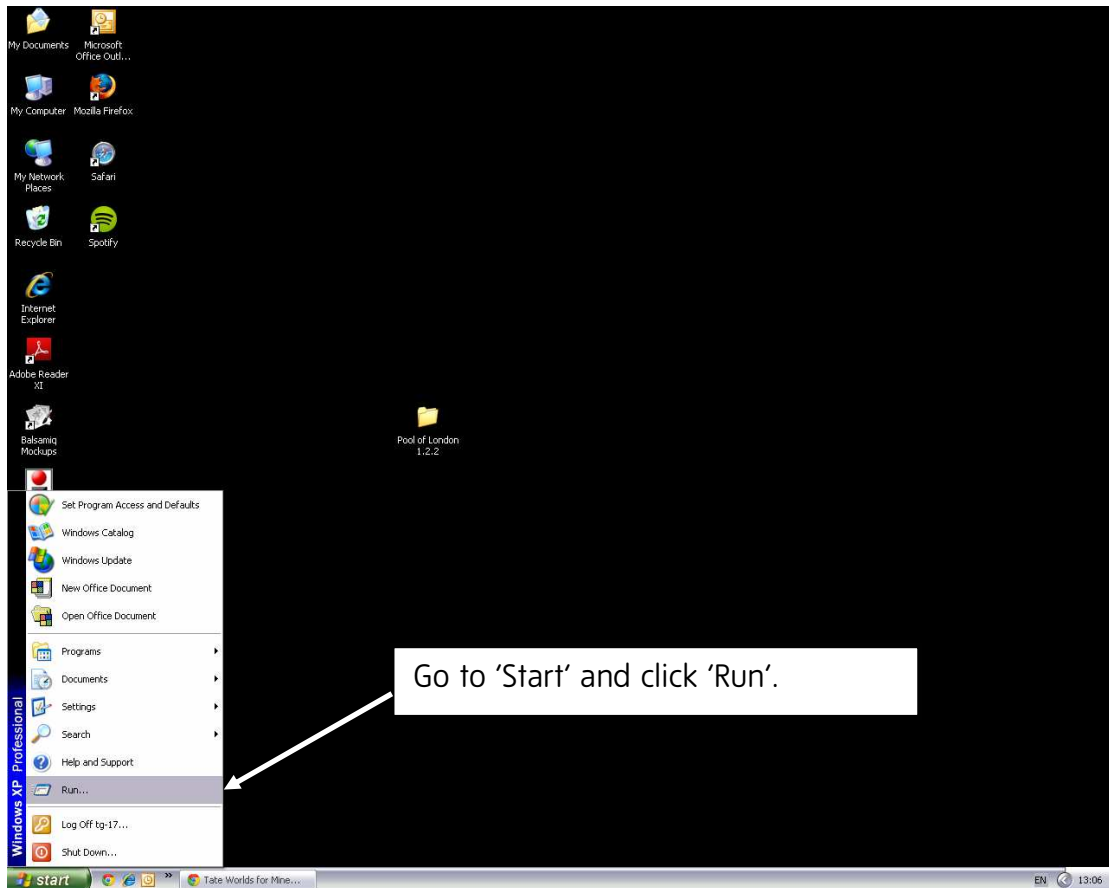 My Documents
Microsoft
Office Outl...
My Computer
Mozilla Firefox
My Network
Places
Safari
Recycle Bin
Spotify
Internet
Explorer
Adobe Reader
XI
Balsamiq
Mockups
Pool of London
1.2.2
Set Program Access and Defaults
Windows Catalog
Windows Update
New Office Document
Open Office Document
Programs
Documents
Settings
Search
Help and Support
Run...
Log Off tg-17...
Shut Down...
Windows XP Professional
Go to ‘Start’ and click ‘Run’.
start
Tate Worlds for Mine...
EN
13:06